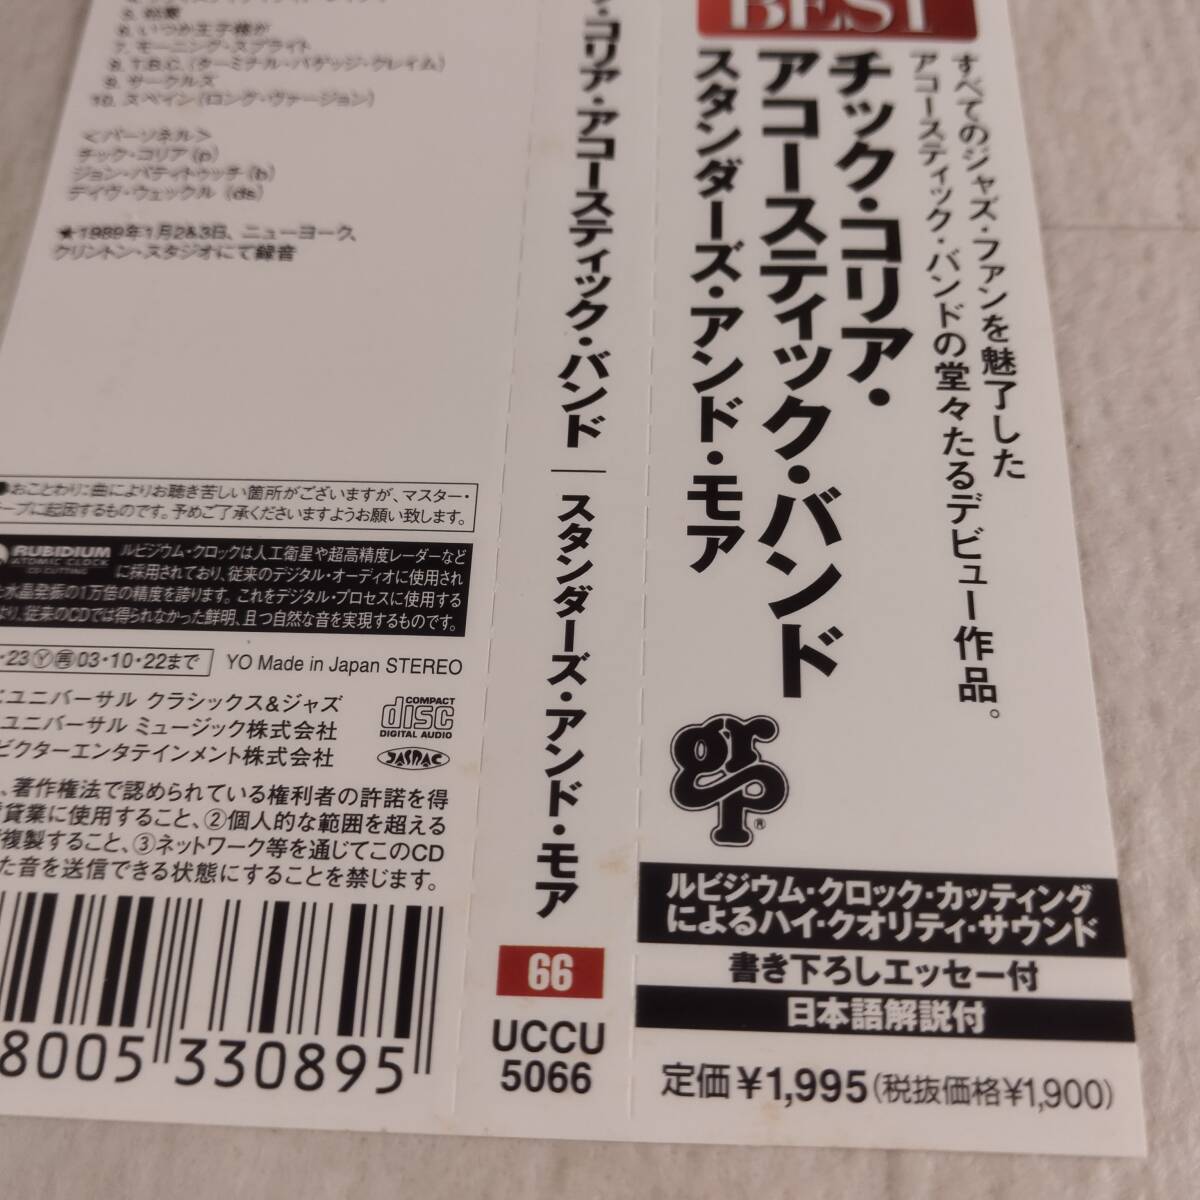 5. 枯葉
6. いつか王子様が
7. モーニング・スプライト
8. T.B.C.(ターミナル・バゲッジ・クレイム)
9. サークルズ
10. スペイン(ロング・ヴァージョン)
<パーソネル>
チック・コリア(p)
ジョン・パティトゥッチ(b)
デイヴ・ウェックル(ds)
★1989年1月2&3日、ニューヨーク、
クリントン・スタジオにて録音
●おことわり:曲によりお聴き苦しい箇所がございますが、マスター・
ープに起因するものです。予めご了承くださいますようお願い致します。
RUBIDIUM
ATOMIC CLOCK
CD CUTTING
ルビジウム・クロックは人工衛星や超高精度レーダーなど
に採用されており、従来のデジタル・オーディオに使用され
水晶発振の1万倍の精度を誇ります。これをデジタル・プロセスに使用する
より、従来のCDでは得られなかった鮮明、且つ自然な音を実現するものです。
・23Ⓨ㊢03・10・22まで
YO Made in Japan STEREO
ユニバーサル クラシックス&ジャズ
ユニバーサル ミュージック株式会社
ビクターエンタテインメント株式会社
COMPACT
disc
DIGITAL AUDIO
JASRAC
、著作権法で認められている権利者の許諾を得
貸業に使用すること、②個人的な範囲を超える
複製すること、③ネットワーク等を通じてこのCD
た音を送信できる状態にすることを禁じます。
8005 330895
・コリア・アコースティック・バンド
スタンダーズ・アンド・モア
66
UCCU
5066
BEST
すべてのジャズ・ファンを魅了した
アコースティック・バンドの堂々たるデビュー作品。
チック・コリア・
アコースティック・バンド
スタンダーズ・アンド・モア
grp®
ルビジウム・クロック・カッティング
によるハイ・クオリティ・サウンド
書き下ろしエッセー付
日本語解説付
定価¥1,995(税抜価格¥1,900)